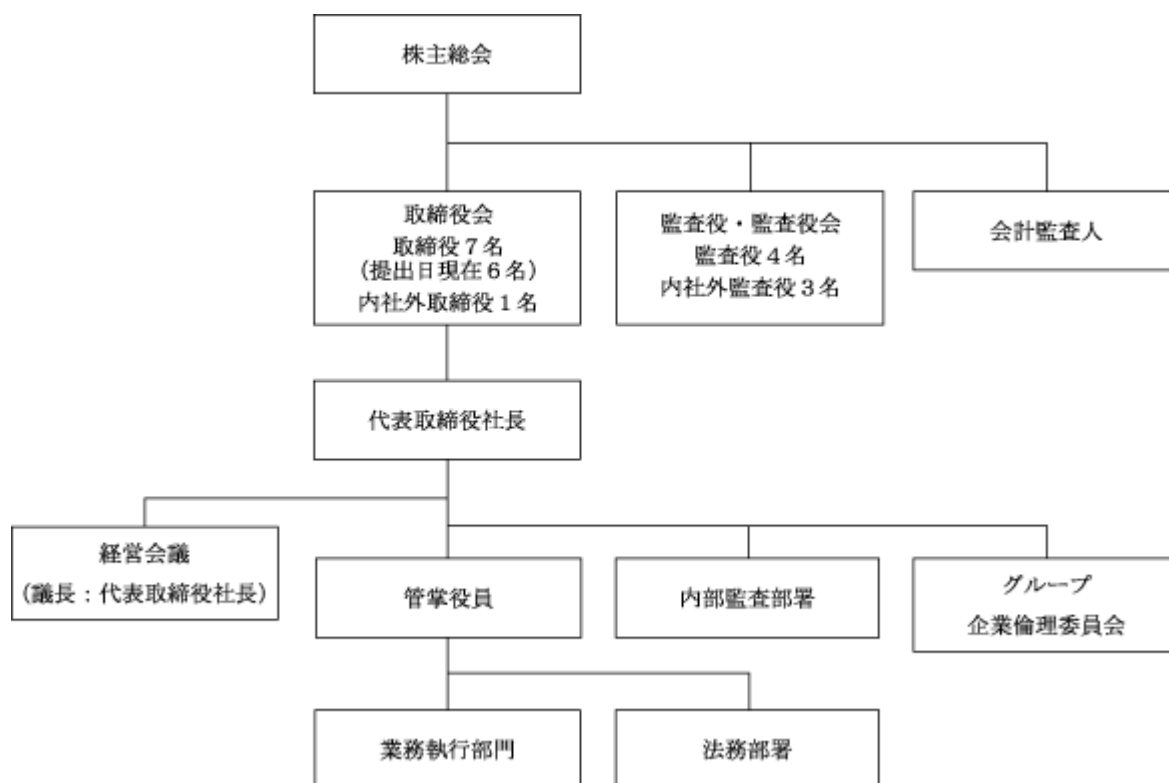 株主総会
取締役会
取締役７名
（提出日現在６名）
内社外取締役１名
監査役・監査役会
監査役４名
内社外監査役３名
会計監査人
代表取締役社長
経営会議
（議長：代表取締役社長）
管掌役員
内部監査部署
グループ
企業倫理委員会
業務執行部門
法務部署